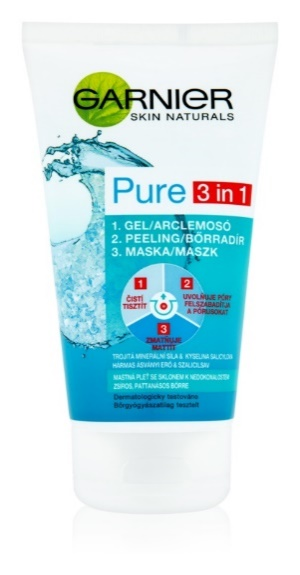 GARNIER
SKIN NATURALS
Pure 3 in 1
1. GEL/ARCLEMOSÓ
2. PEELING/BŐRRADÍR
3. MASKA/MASZK
1
ČISTÍ
TISZTÍT
2
UVOLŇUJE PÓRY
FELSZABADÍTJA
A PÓRUSOKAT
3
ZMATŇUJE
MATTÍT
TROJITÁ MINERÁLNÍ SÍLA & KYSELINA SALICYLOVÁ
HÁRMAS ÁSVÁNYI ERŐ & SZALICILSAV
MASTNÁ PLEŤ SE SKLONEM K NEDOKONALOSTEM
ZSÍROS, PATTANÁSOS BŐRRE
Dermatologicky testováno
Bőrgyógyászatilag tesztelt